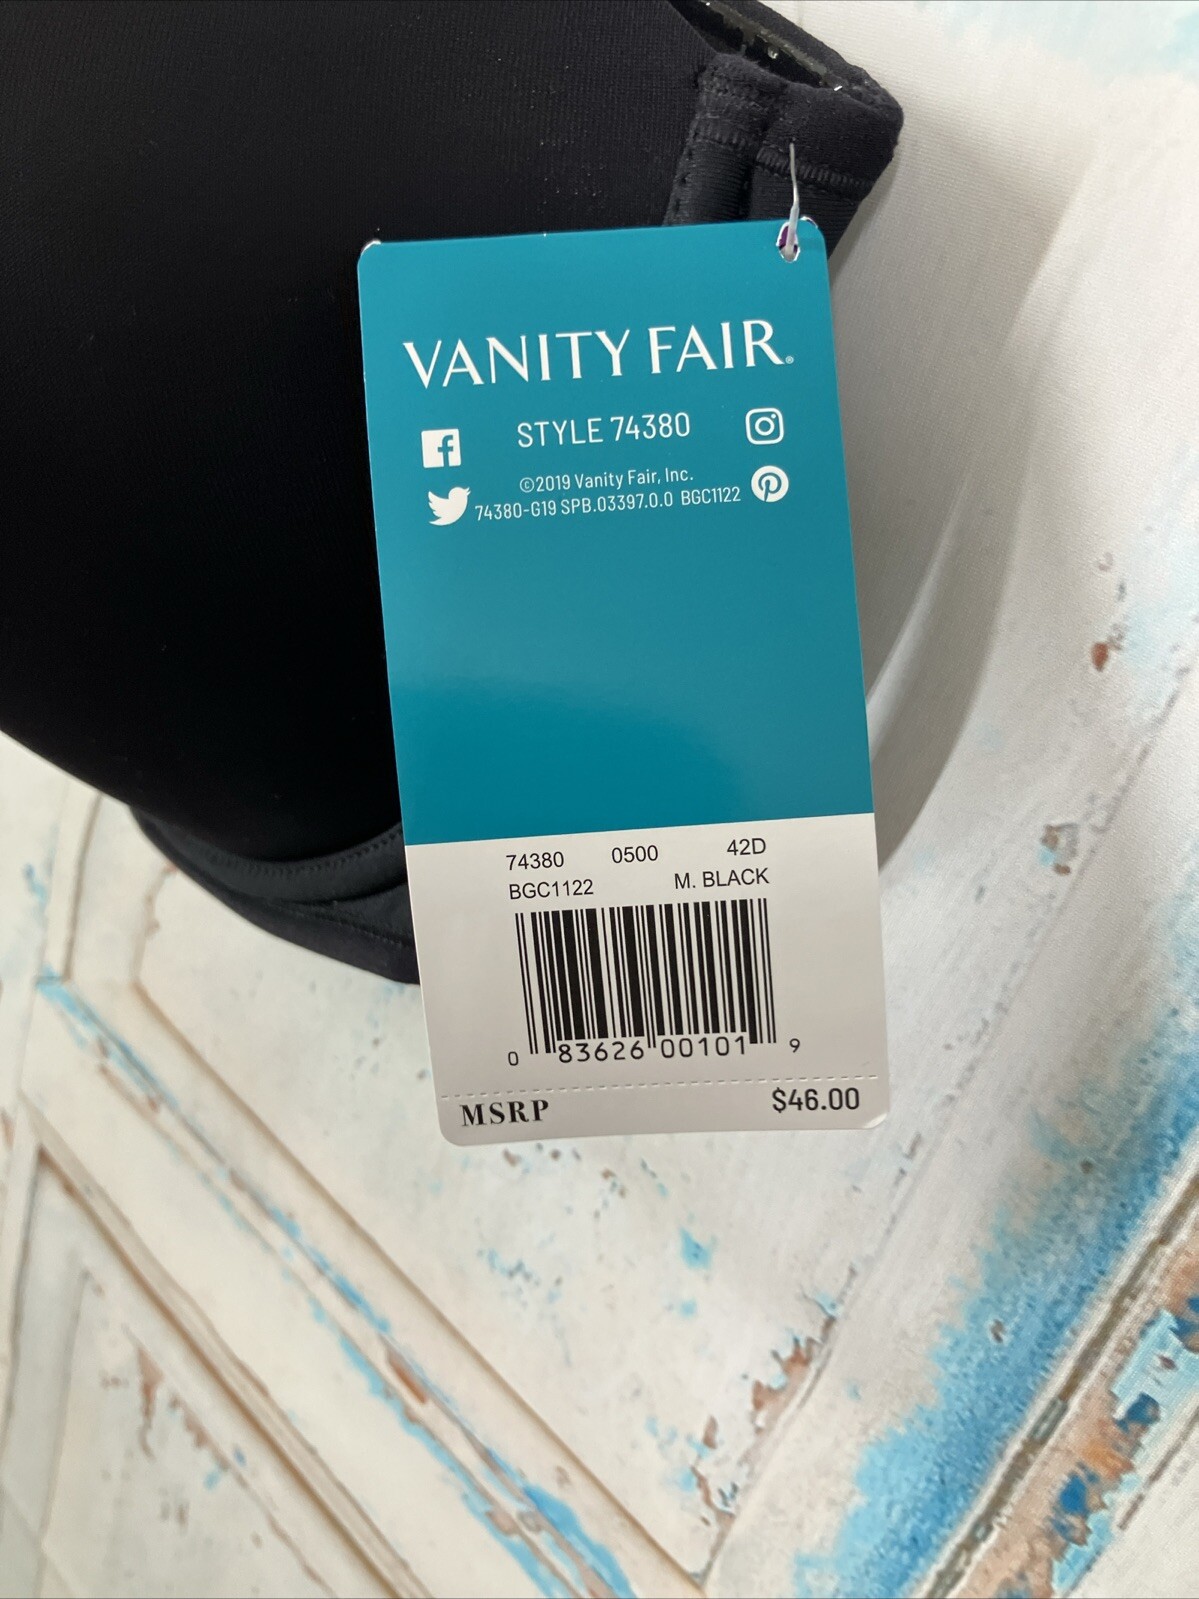 VANITY FAIR®
STYLE 74380
©2019 Vanity Fair, Inc.
74380-G19 SPB.03397.0.0 BGC1122
74380 0500 42D
BGC1122 M. BLACK
0 83626 00101 9
MSRP $46.00